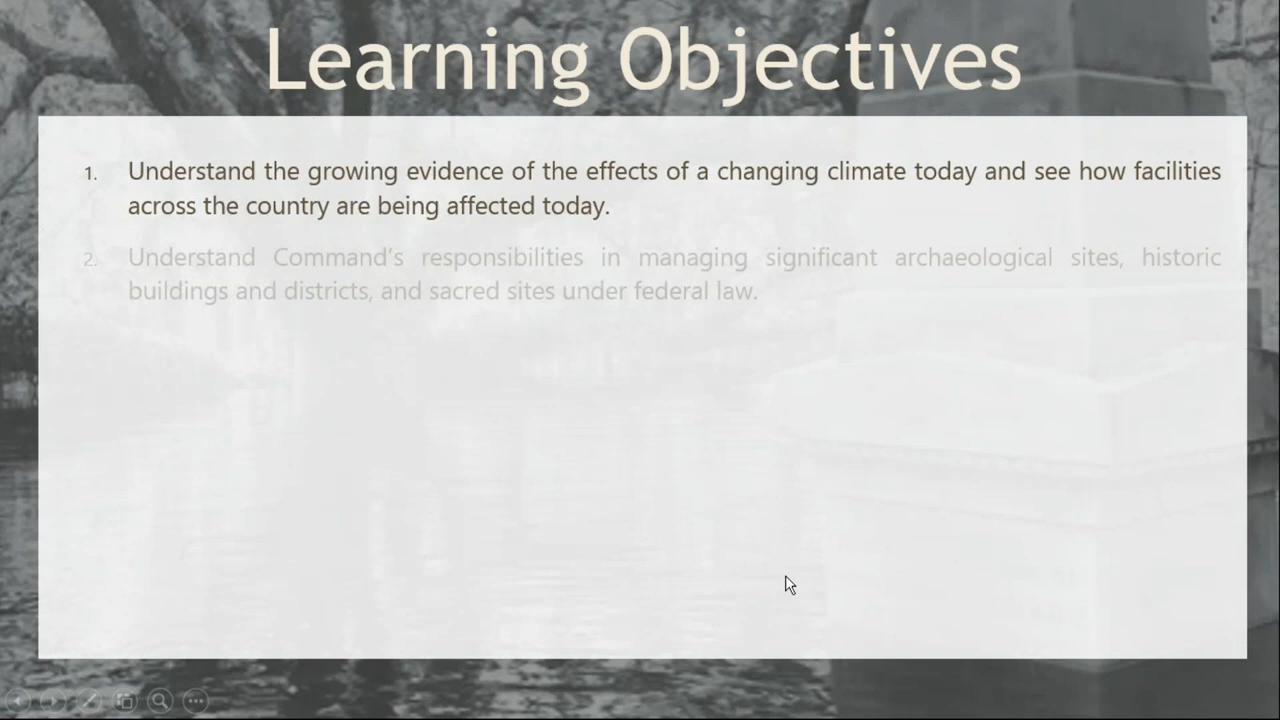 Learning Objectives
1. Understand the growing evidence of the effects of a changing climate today and see how facilities
across the country are being affected today.
2. Understand Command's responsibilities in managing significant archaeological sites, historic
buildings and districts, and sacred sites under federal law.